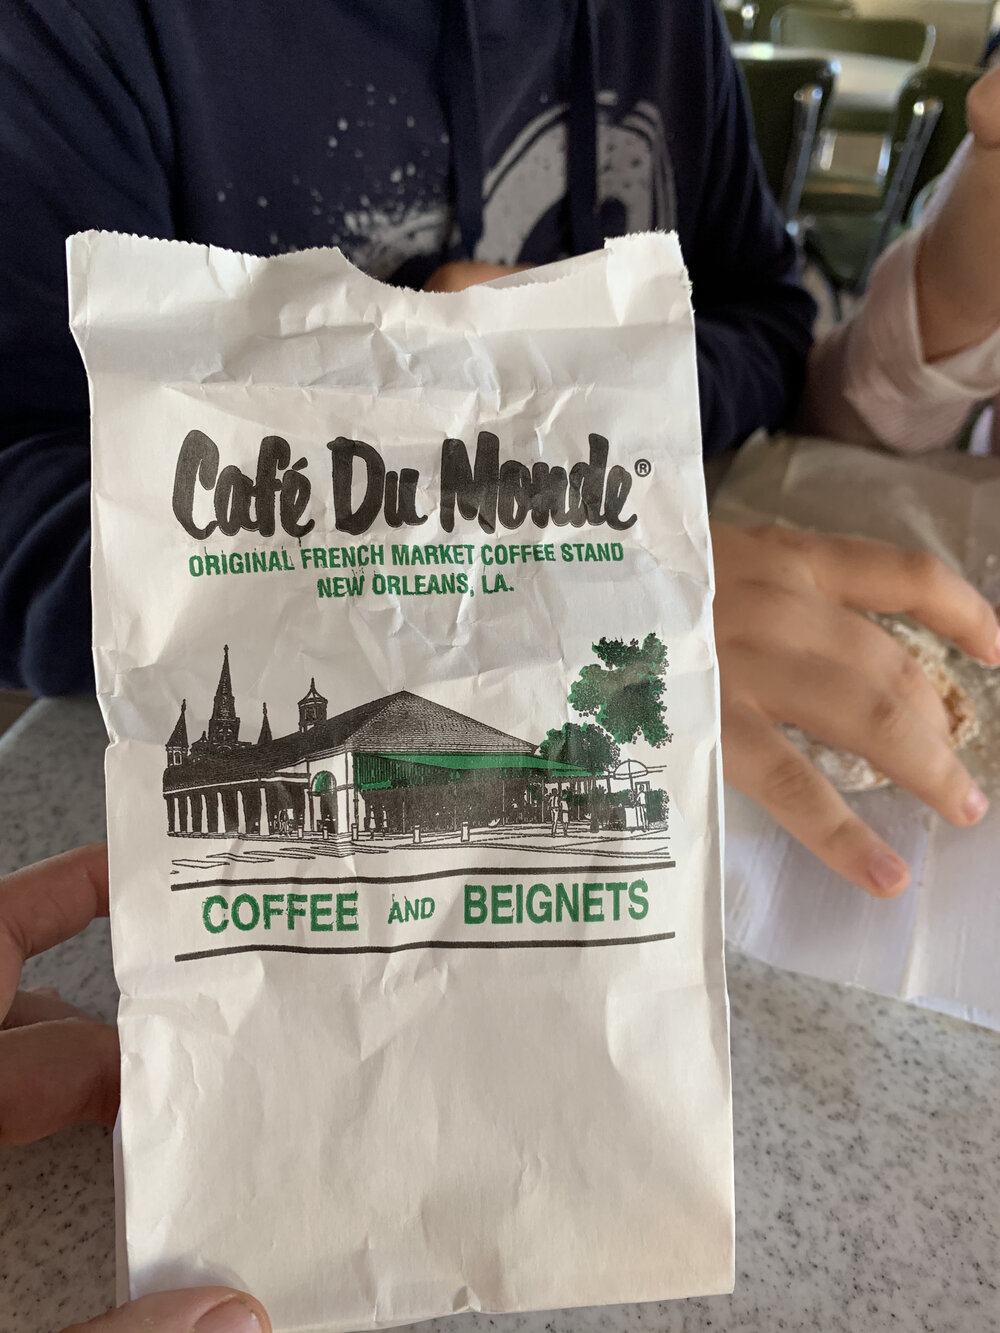 Café Du Monde®
ORIGINAL FRENCH MARKET COFFEE STAND
NEW ORLEANS, LA.
COFFEE AND BEIGNETS